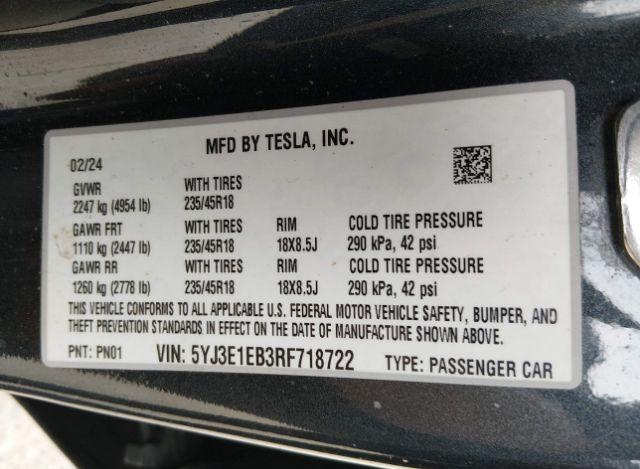 MFD BY TESLA, INC.
02/24
GVWR WITH TIRES
2247 kg (4954 lb) 235/45R18
GAWR FRT WITH TIRES RIM COLD TIRE PRESSURE
1110 kg (2447 lb) 235/45R18 18X8.5J 290 kPa, 42 psi
GAWR RR WITH TIRES RIM COLD TIRE PRESSURE
1260 kg (2778 lb) 235/45R18 18X8.5J 290 kPa, 42 psi
THIS VEHICLE CONFORMS TO ALL APPLICABLE U.S. FEDERAL MOTOR VEHICLE SAFETY, BUMPER, AND
THEFT PREVENTION STANDARDS IN EFFECT ON THE DATE OF MANUFACTURE SHOWN ABOVE.
PNT: PN01 VIN: 5YJ3E1EB3RF718722 TYPE: PASSENGER CAR